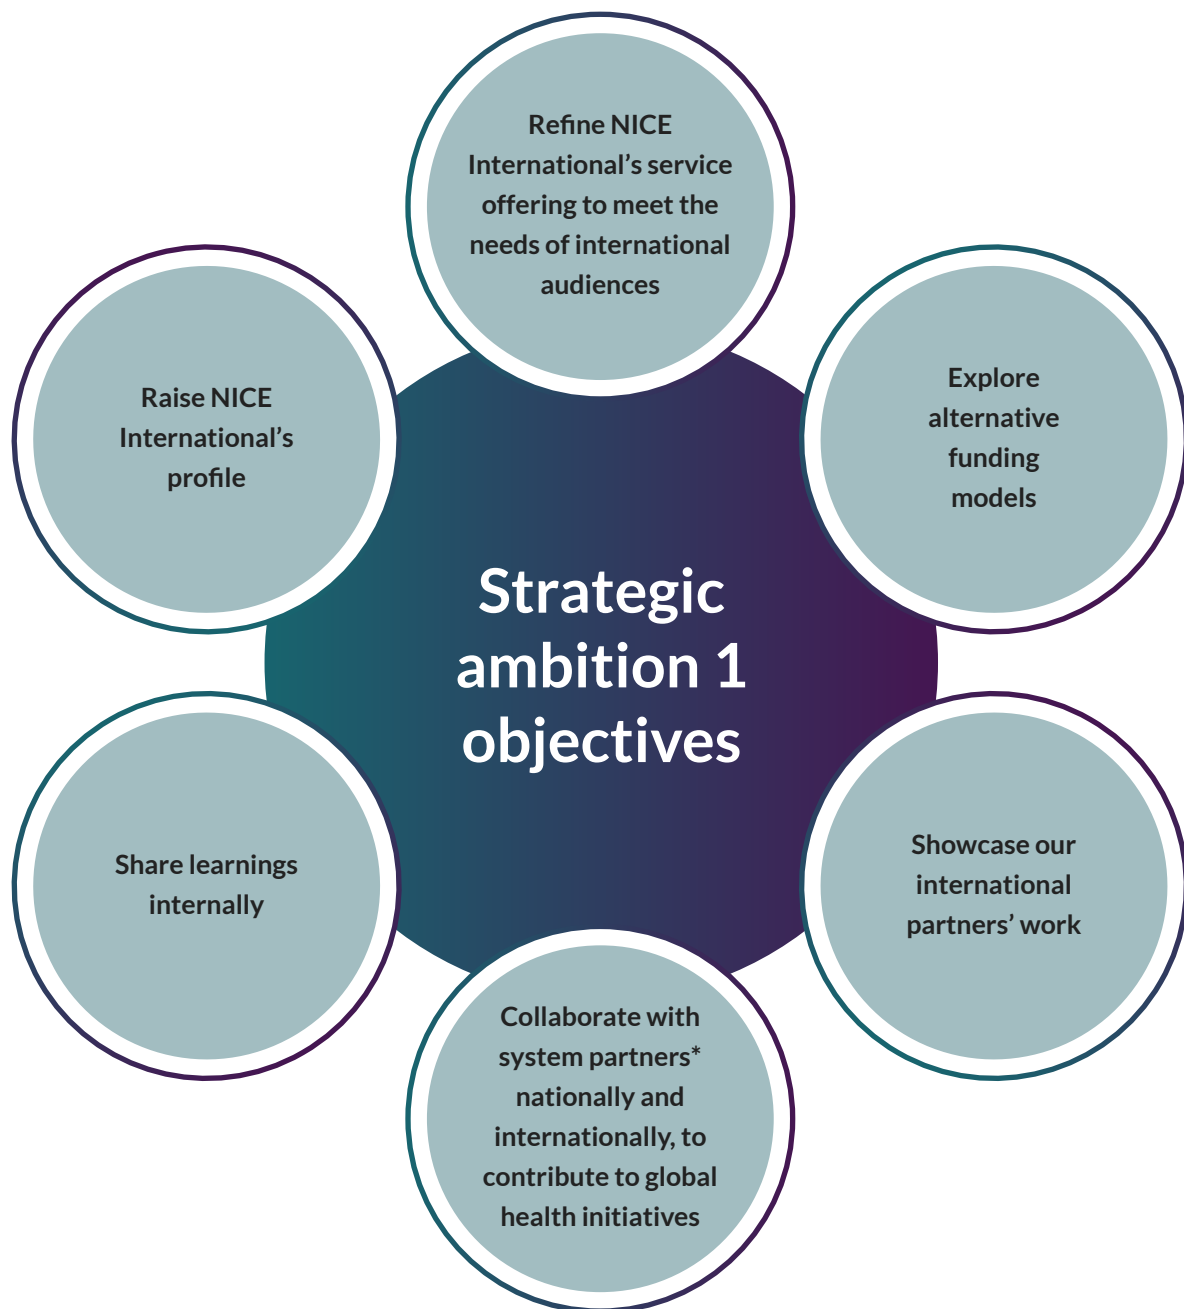 Refine NICE
International’s service
offering to meet the
needs of international
audiences
Raise NICE
International’s
profile
Explore
alternative
funding
models
Strategic
ambition 1
objectives
Share learnings
internally
Showcase our
international
partners’ work
Collaborate with
system partners*
nationally and
internationally, to
contribute to global
health initiatives